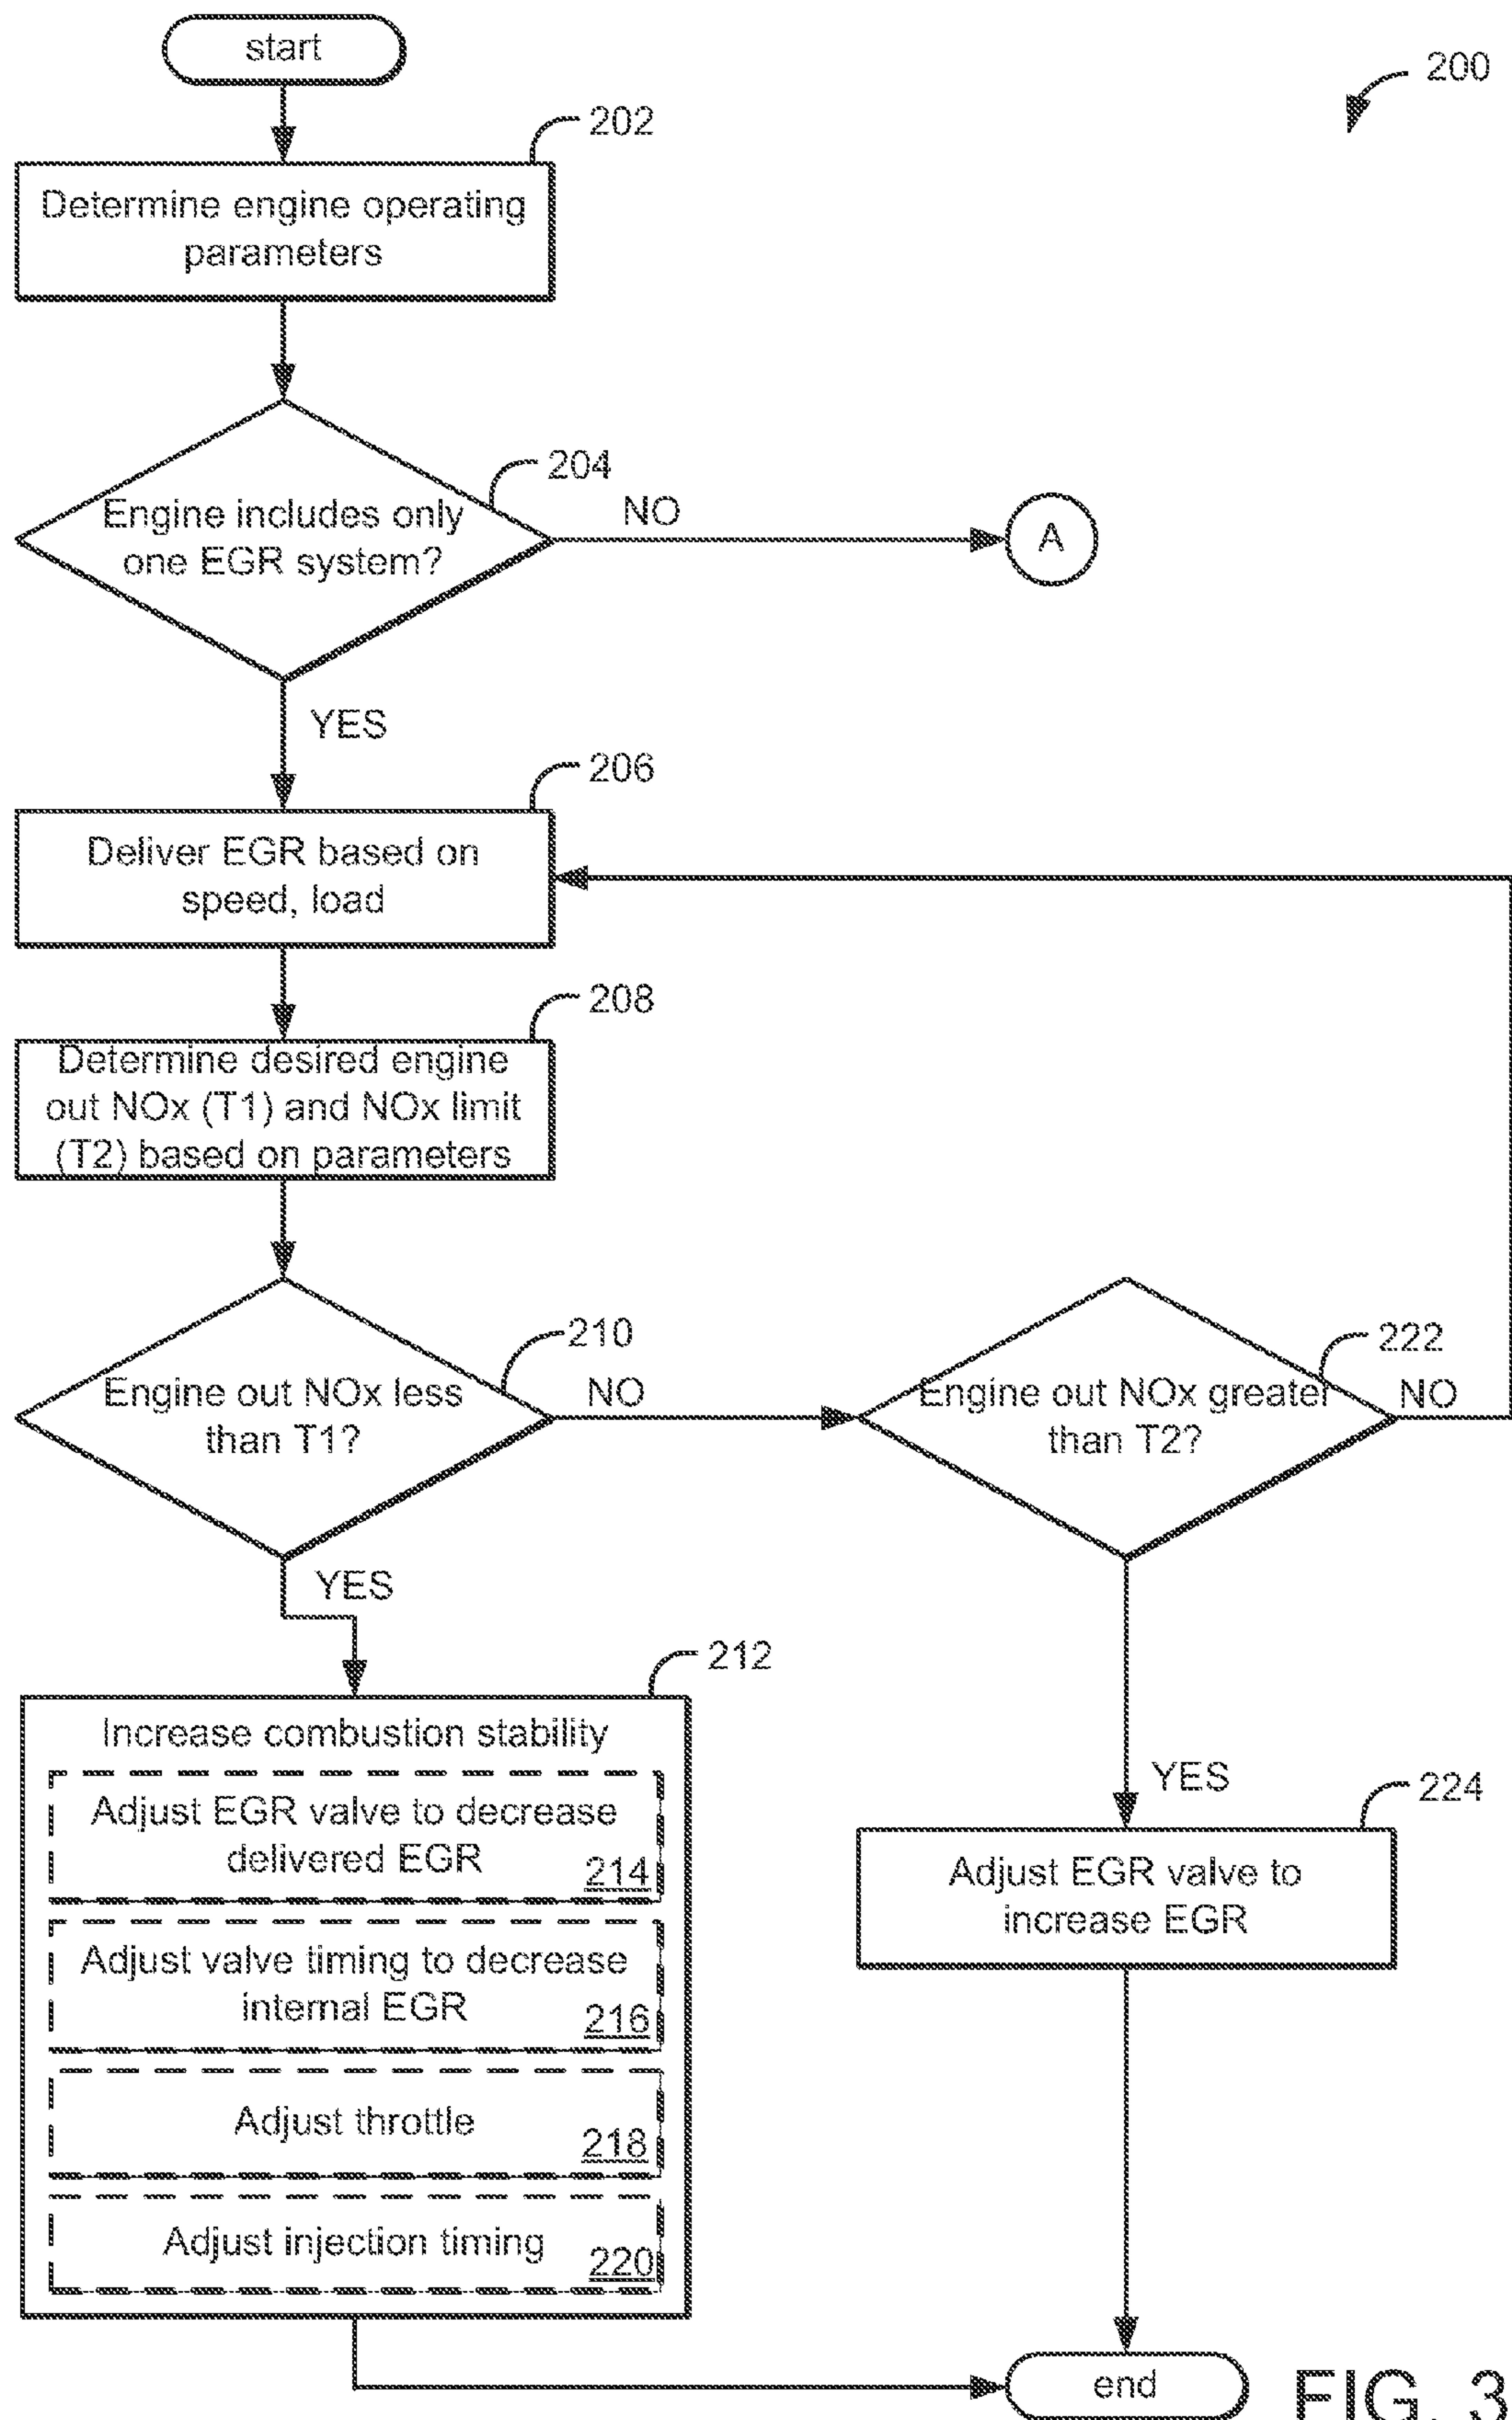 start
200
202
Determine engine operating
parameters
204
Engine includes only
one EGR system?
NO
A
YES
206
Deliver EGR based on
speed, load
208
Determine desired engine
out NOx (T1) and NOx limit
(T2) based on parameters
210
Engine out NOx less
than T1?
NO
222
Engine out NOx greater
than T2?
NO
YES
212
Increase combustion stability
Adjust EGR valve to decrease
delivered EGR
214
Adjust valve timing to decrease
internal EGR
216
Adjust throttle
218
Adjust injection timing
220
YES
224
Adjust EGR valve to
increase EGR
end
FIG. 3